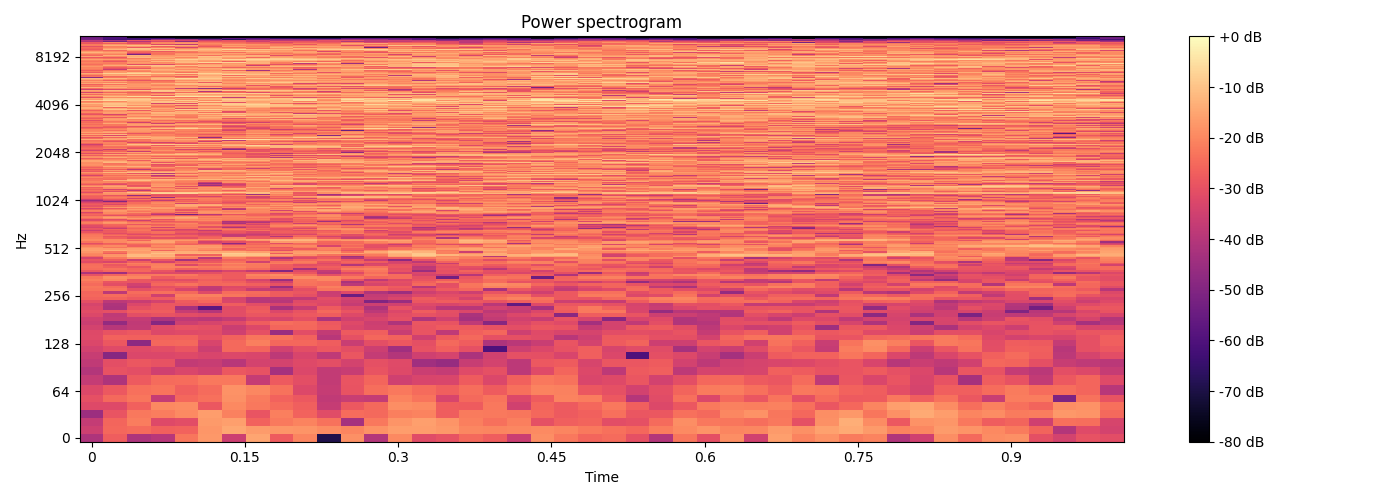 Power spectrogram
Hz
8192
4096
2048
1024
512
256
128
64
0
0 0.15 0.3 0.45 0.6 0.75 0.9
Time
+0 dB
-10 dB
-20 dB
-30 dB
-40 dB
-50 dB
-60 dB
-70 dB
-80 dB